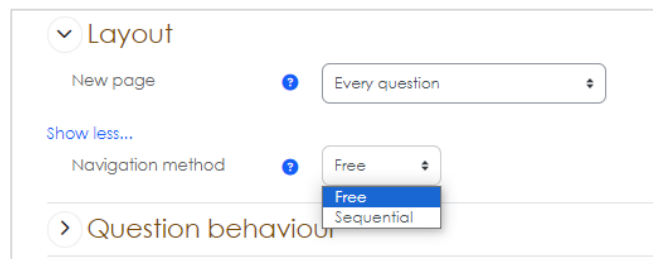 Layout
New page ? Every question
Show less...
Navigation method ? Free
Free
Sequential
Question behaviour